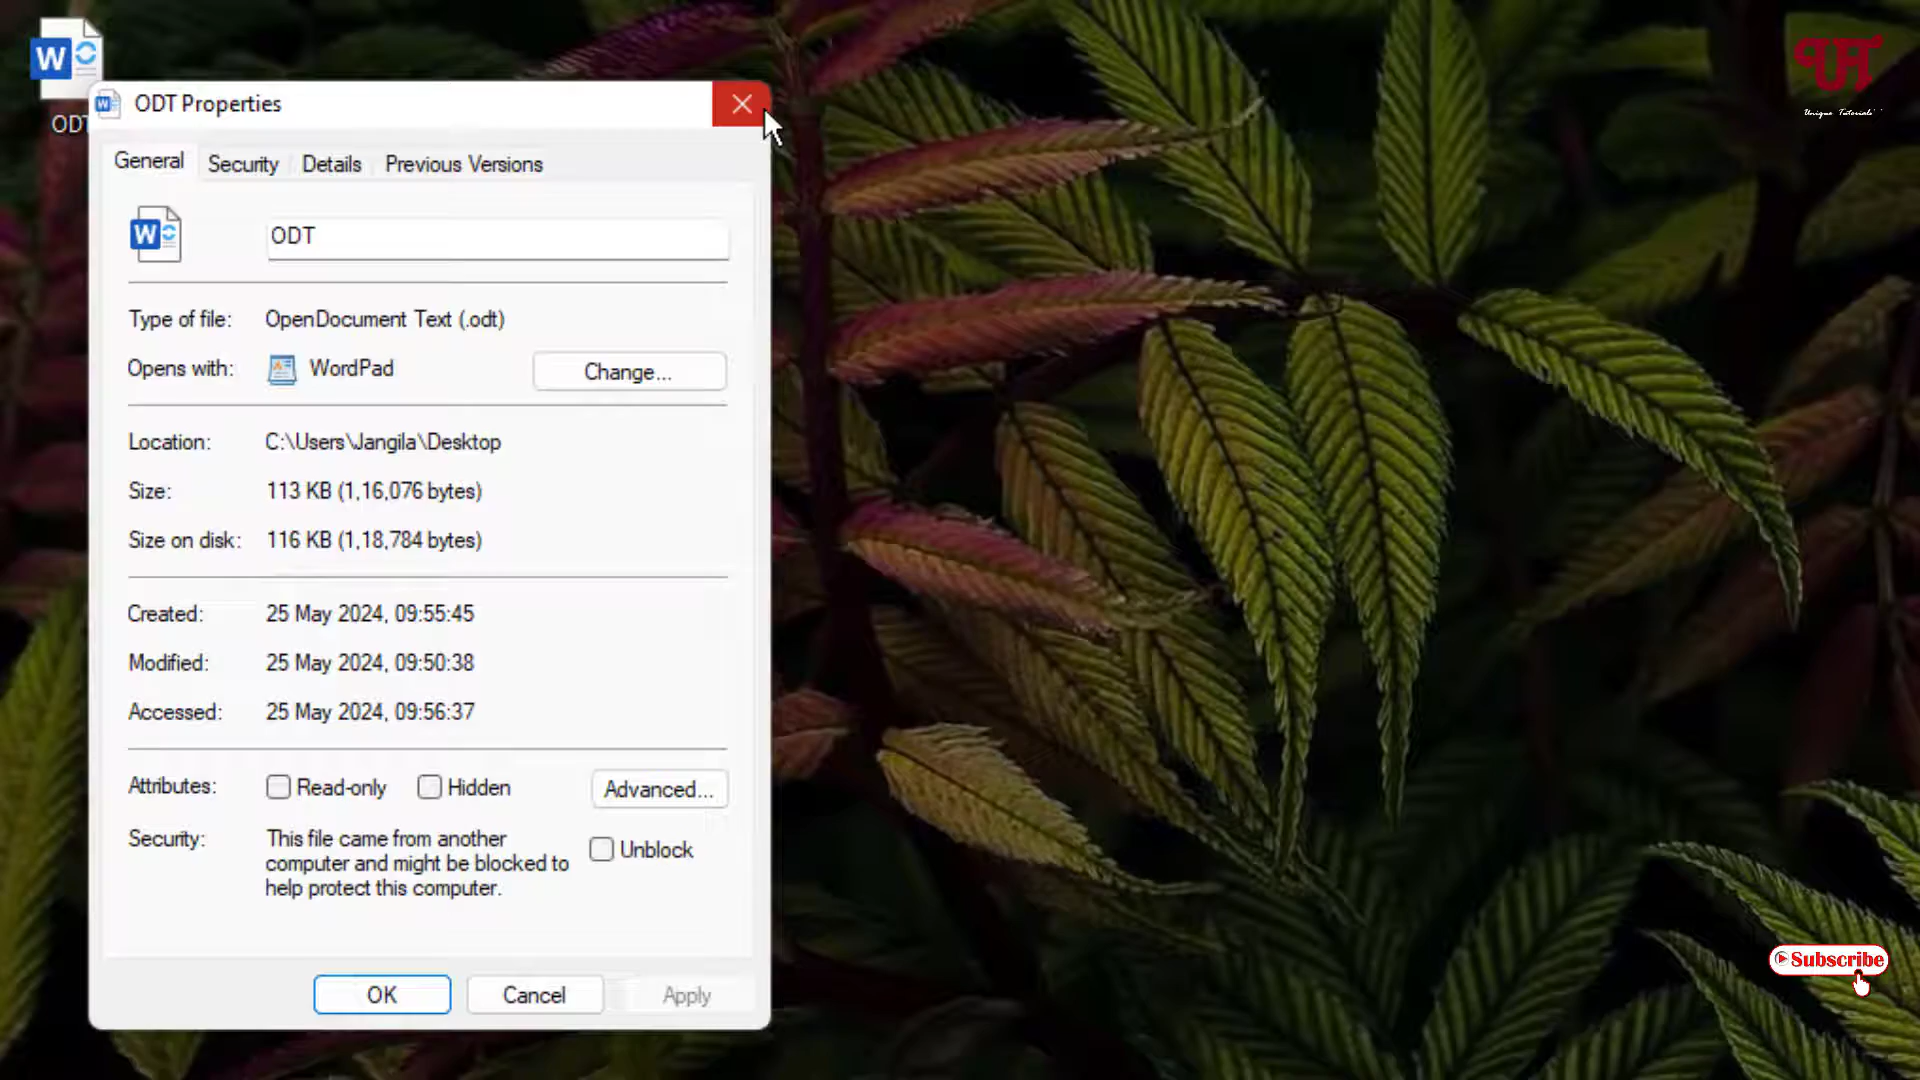 W
ODT
ODT Properties
General Security Details Previous Versions
W ODT
Type of file: OpenDocument Text (.odt)
Opens with: WordPad Change...
Location: C:\Users\Jangila\Desktop
Size: 113 KB (1,16,076 bytes)
Size on disk: 116 KB (1,18,784 bytes)
Created: 25 May 2024, 09:55:45
Modified: 25 May 2024, 09:50:38
Accessed: 25 May 2024, 09:56:37
Attributes: Read-only Hidden Advanced...
Security: This file came from another
computer and might be blocked to
help protect this computer.
Unblock
OK Cancel Apply
UT
Unique Tutorials
Subscribe